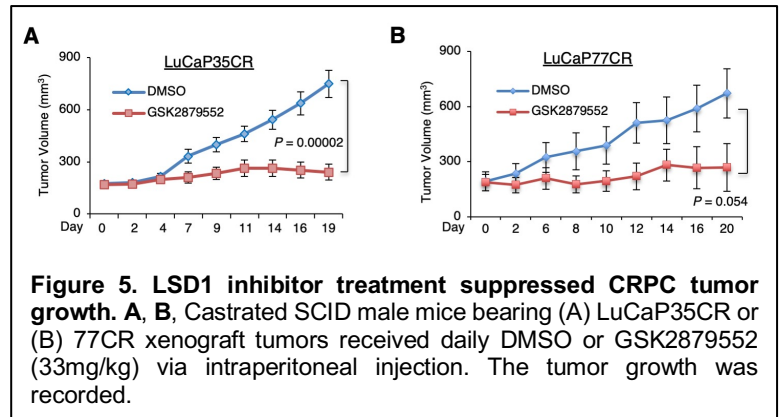 A
LuCaP35CR
Tumor Volume (mm³)
900
600
300
0
DMSO
GSK2879552
P = 0.00002
Day 0 2 4 7 9 11 14 16 19
B
LuCaP77CR
Tumor Volume (mm³)
900
600
300
0
DMSO
GSK2879552
P = 0.054
Day 0 2 6 8 10 12 14 16 20
Figure 5. LSD1 inhibitor treatment suppressed CRPC tumor
growth. A, B, Castrated SCID male mice bearing (A) LuCaP35CR or
(B) 77CR xenograft tumors received daily DMSO or GSK2879552
(33mg/kg) via intraperitoneal injection. The tumor growth was
recorded.